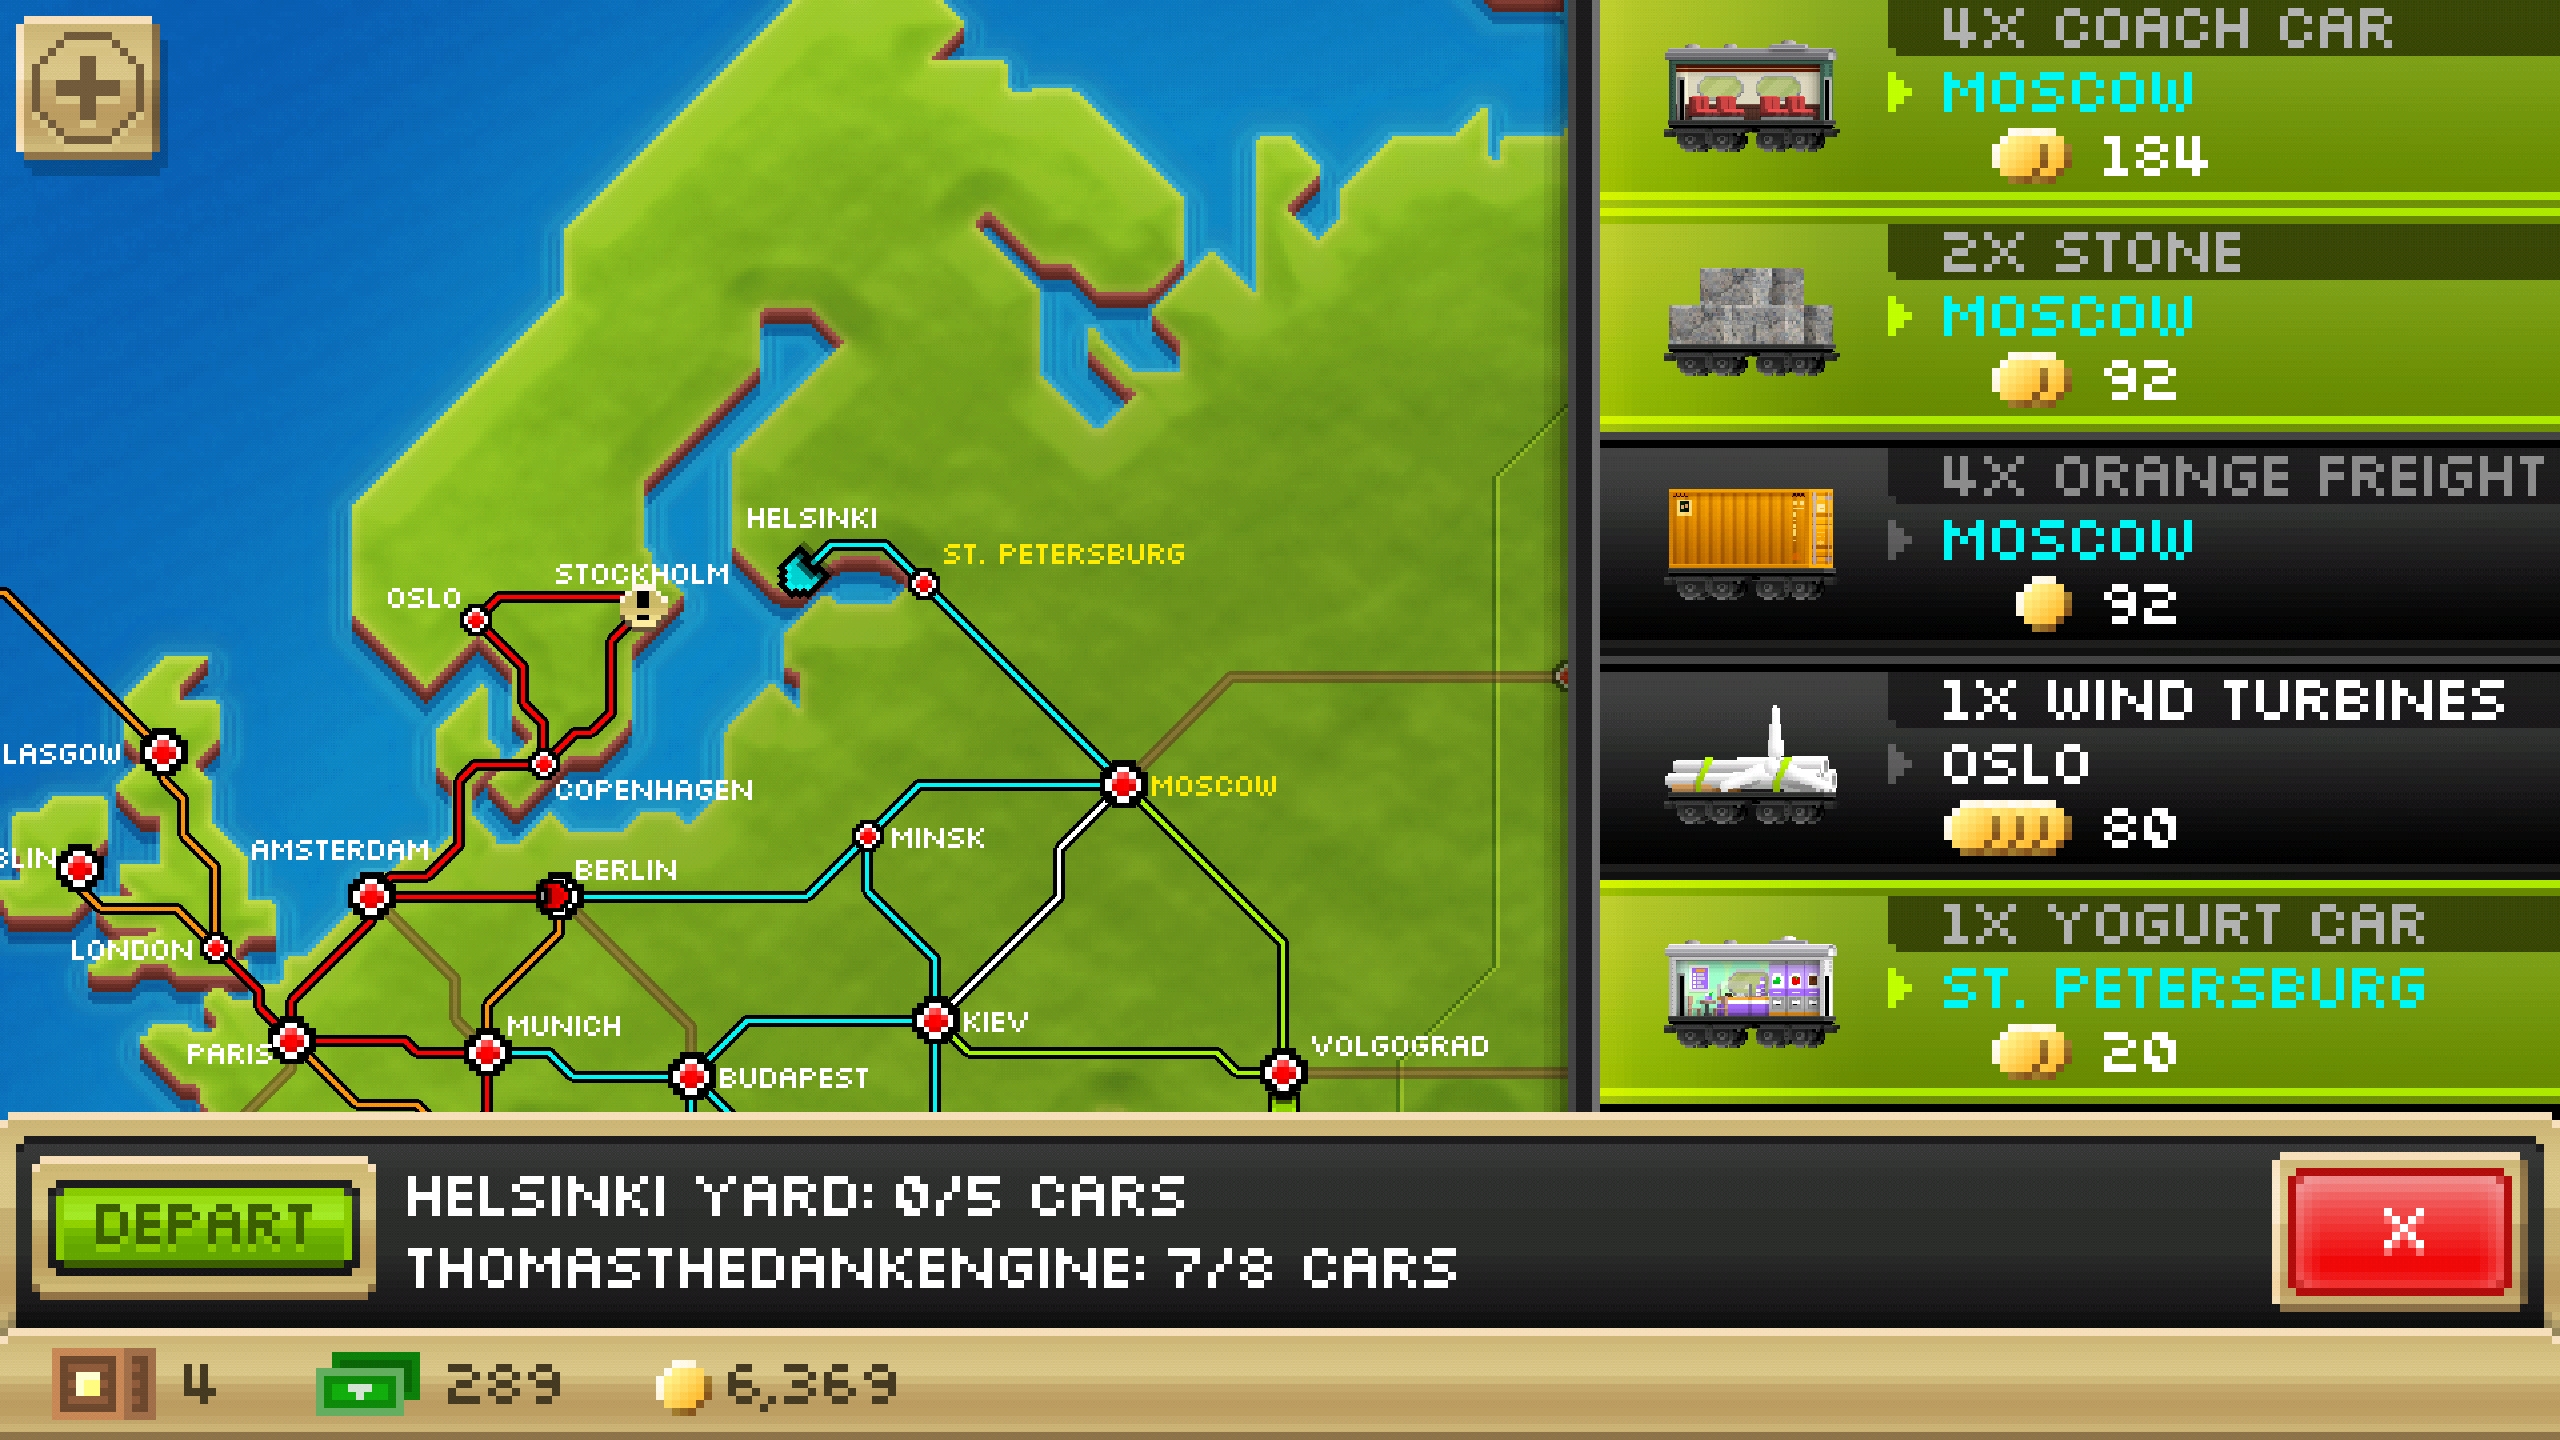 4X COACH CAR
MOSCOW
184
2X STONE
MOSCOW
92
4X ORANGE FREIGHT
MOSCOW
92
1X WIND TURBINES
OSLO
80
1X YOGURT CAR
ST. PETERSBURG
20
HELSINKI
ST. PETERSBURG
STOCKHOLM
OSLO
LASGOW
COPENHAGEN
MOSCOW
MINSK
AMSTERDAM
BLIN
BERLIN
LONDON
MUNICH
KIEV
PARIS
VOLGOGRAD
BUDAPEST
DEPART
HELSINKI YARD: 0/5 CARS
THOMASTHEDANKENGINE: 7/8 CARS
X
4
289
6,369